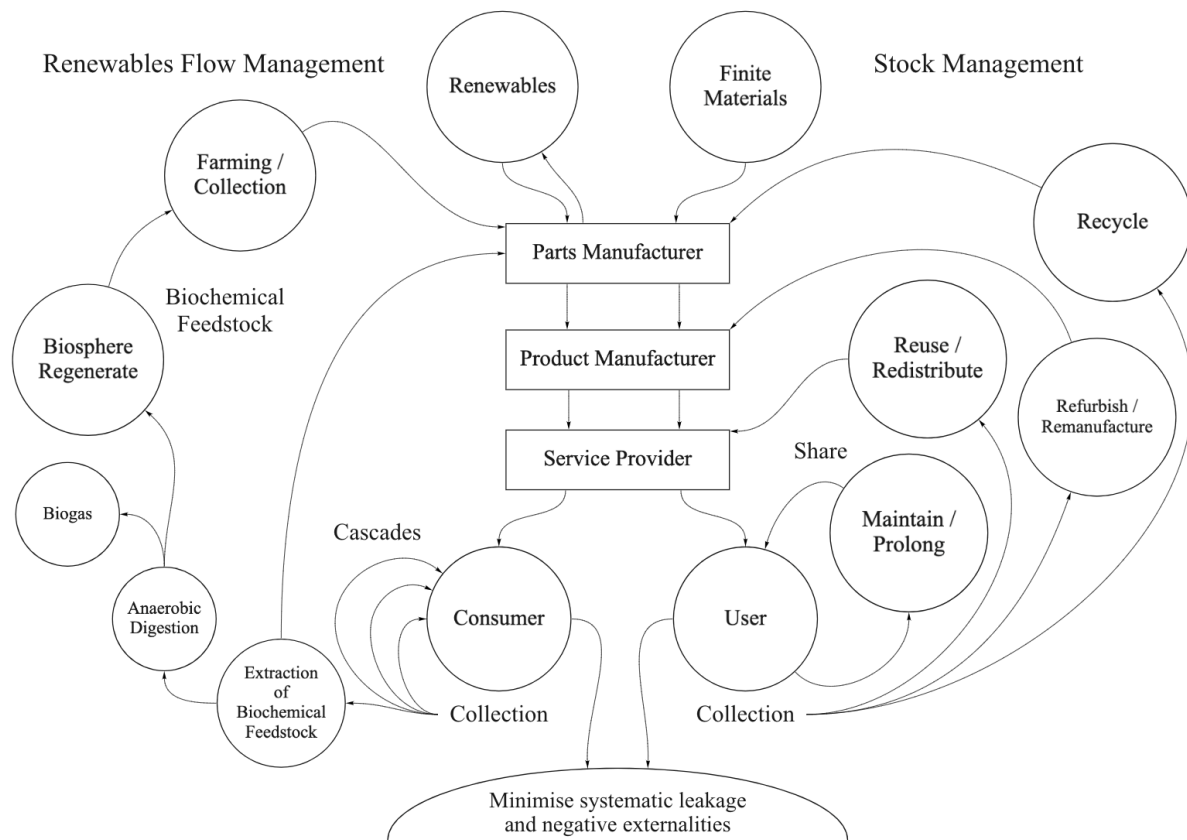 Renewables Flow Management
Stock Management
Renewables
Finite
Materials
Farming /
Collection
Recycle
Parts Manufacturer
Biochemical
Feedstock
Biosphere
Regenerate
Product Manufacturer
Reuse /
Redistribute
Refurbish /
Remanufacture
Service Provider
Share
Biogas
Maintain /
Prolong
Cascades
Anaerobic
Digestion
Consumer
User
Extraction
of
Biochemical
Feedstock
Collection
Collection
Minimise systematic leakage
and negative externalities